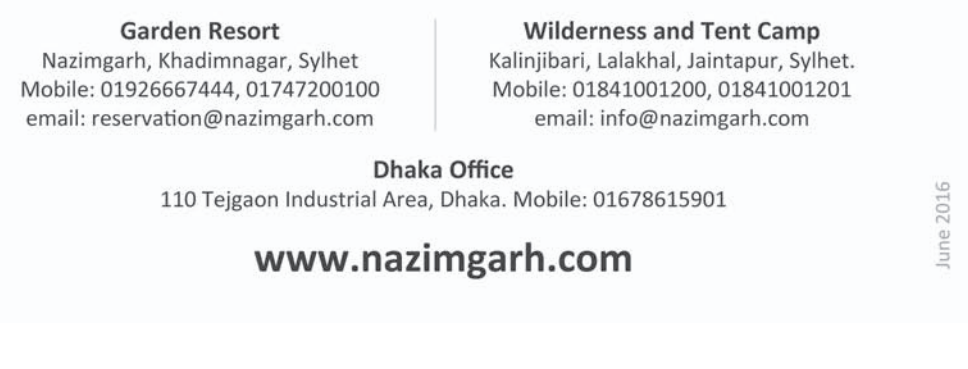 Garden Resort
Nazimgarh, Khadimnagar, Sylhet
Mobile: 01926667444, 01747200100
email: reservation@nazimgarh.com
Wilderness and Tent Camp
Kalinjibari, Lalakhal, Jaintapur, Sylhet.
Mobile: 01841001200, 01841001201
email: info@nazimgarh.com
Dhaka Office
110 Tejgaon Industrial Area, Dhaka. Mobile: 01678615901
www.nazimgarh.com
June 2016